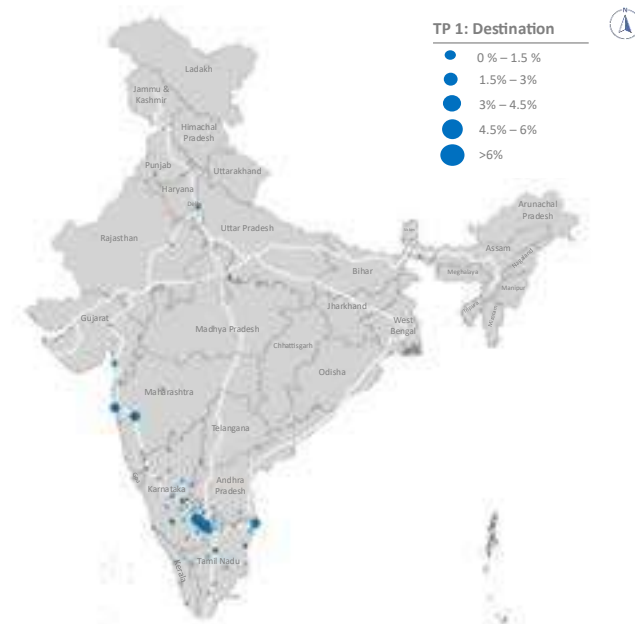 TP 1: Destination
0 % – 1.5 %
1.5% – 3%
3% – 4.5%
4.5% – 6%
>6%
Ladakh
Jammu &
Kashmir
Himachal
Pradesh
Punjab
Uttarakhand
Haryana
Rajasthan
Uttar Pradesh
Arunachal
Pradesh
Assam
Nagaland
Meghalaya
Manipur
Bihar
Jharkhand
West
Bengal
Gujarat
Madhya Pradesh
Chhattisgarh
Odisha
Maharashtra
Telangana
Karnataka
Andhra
Pradesh
Tamil Nadu
Kerala